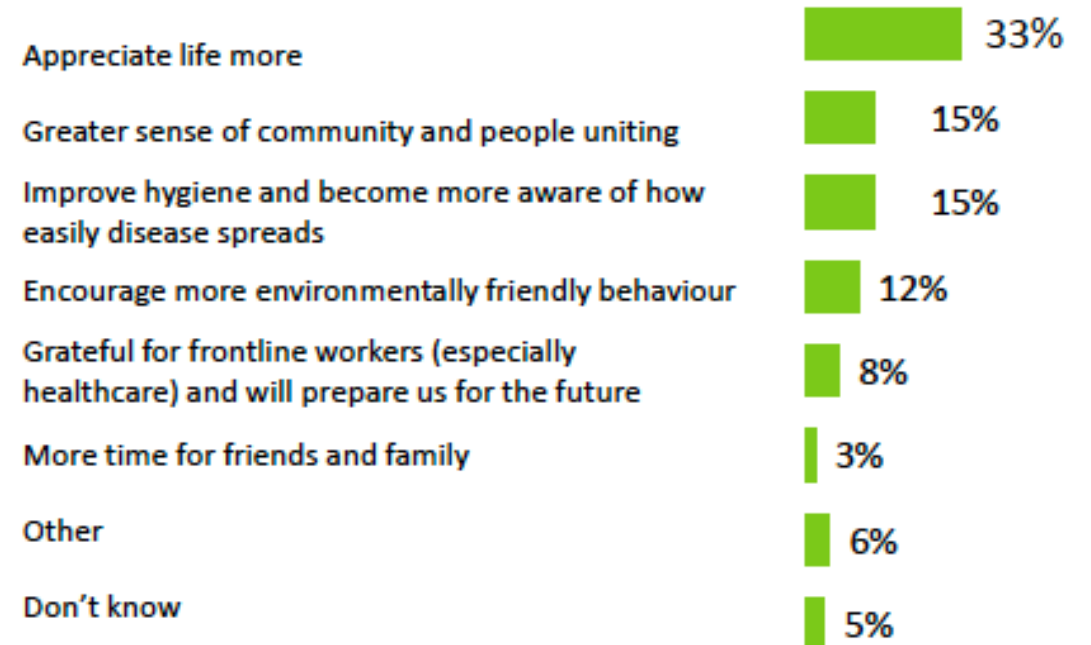 Appreciate life more 33%
Greater sense of community and people uniting 15%
Improve hygiene and become more aware of how
easily disease spreads 15%
Encourage more environmentally friendly behaviour 12%
Grateful for frontline workers (especially
healthcare) and will prepare us for the future 8%
More time for friends and family 3%
Other 6%
Don’t know 5%